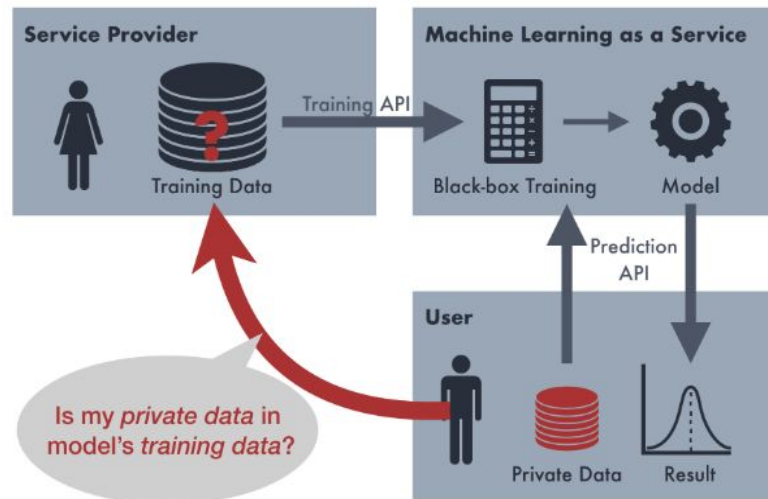 Service Provider
Training Data
?
Training API
Machine Learning as a Service
Black-box Training
Model
Prediction
API
User
Private Data
Result
Is my private data in
model's training data?